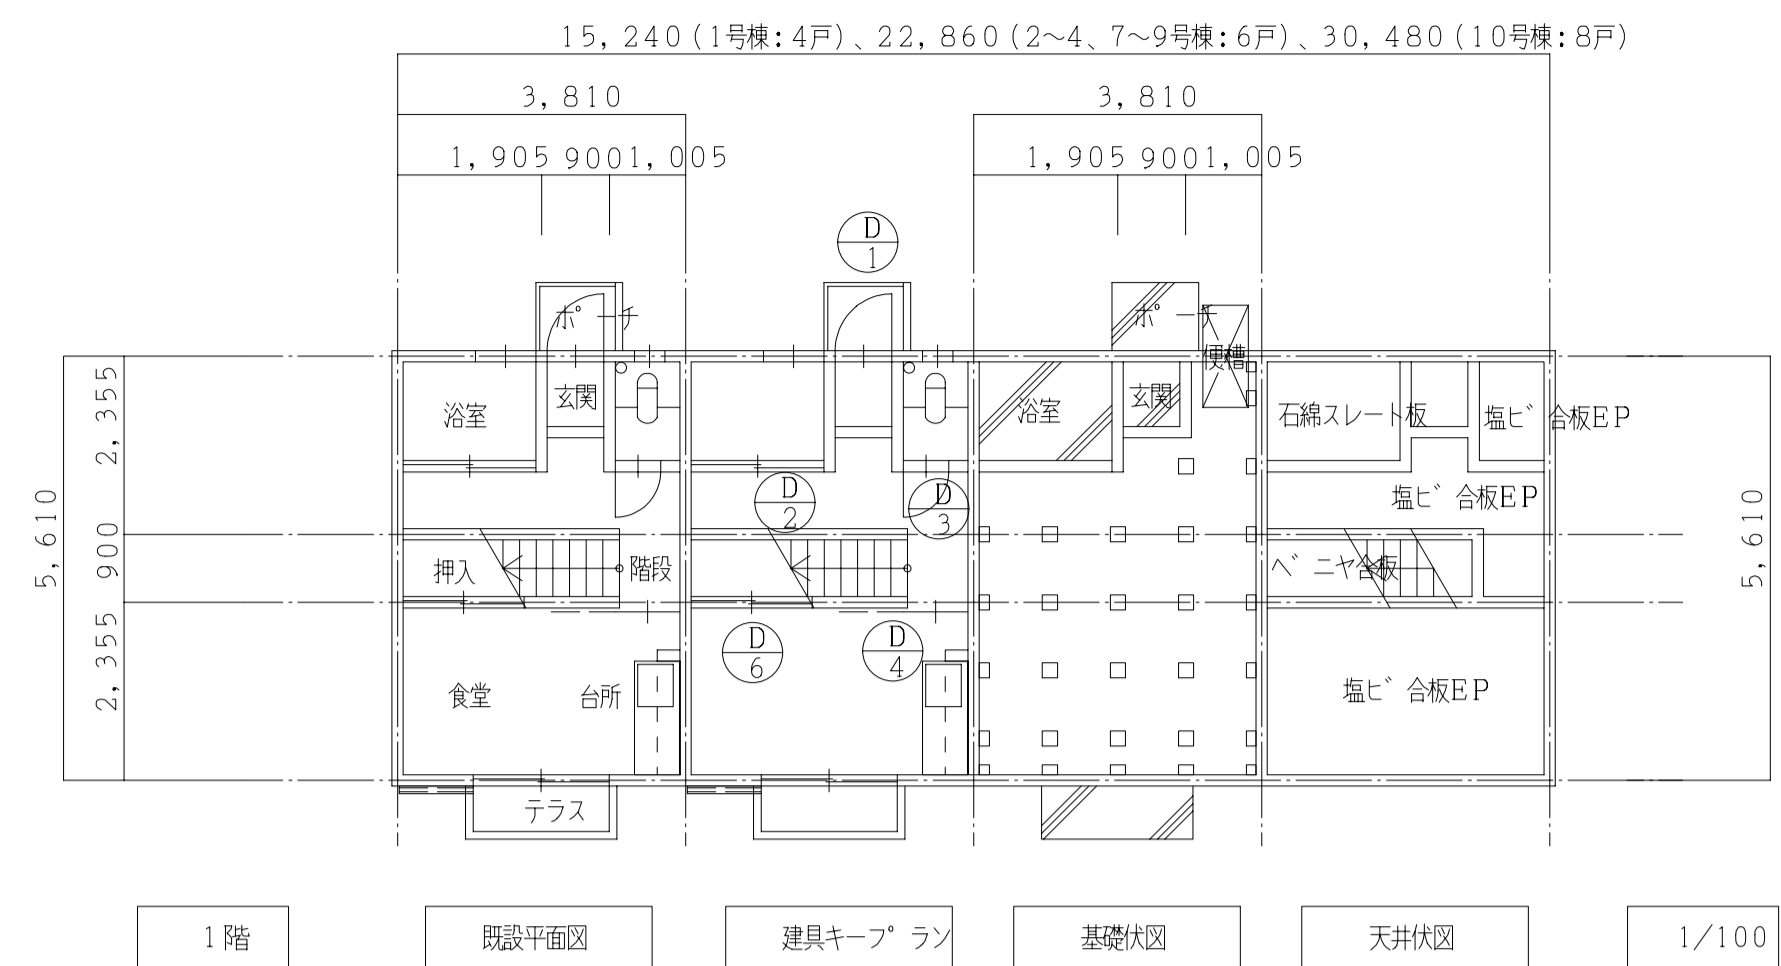 15,240(1号棟:4戸)、22,860(2〜4、7〜9号棟:6戸)、30,480(10号棟:8戸)
3,810 3,810
1,905 900 1,005 1,905 900 1,005
D
1
ポーチ ポーチ
便槽
2,355
浴室 玄関 浴室 玄関 石綿スレート板 塩ビ合板EP
D
2
D
3
塩ビ合板EP
5,610 900 5,610
押入 階段 ベニヤ合板
2,355
D
6
D
4
食堂 台所 塩ビ合板EP
テラス
1階 既設平面図 建具キープラン 基礎伏図 天井伏図 1/100